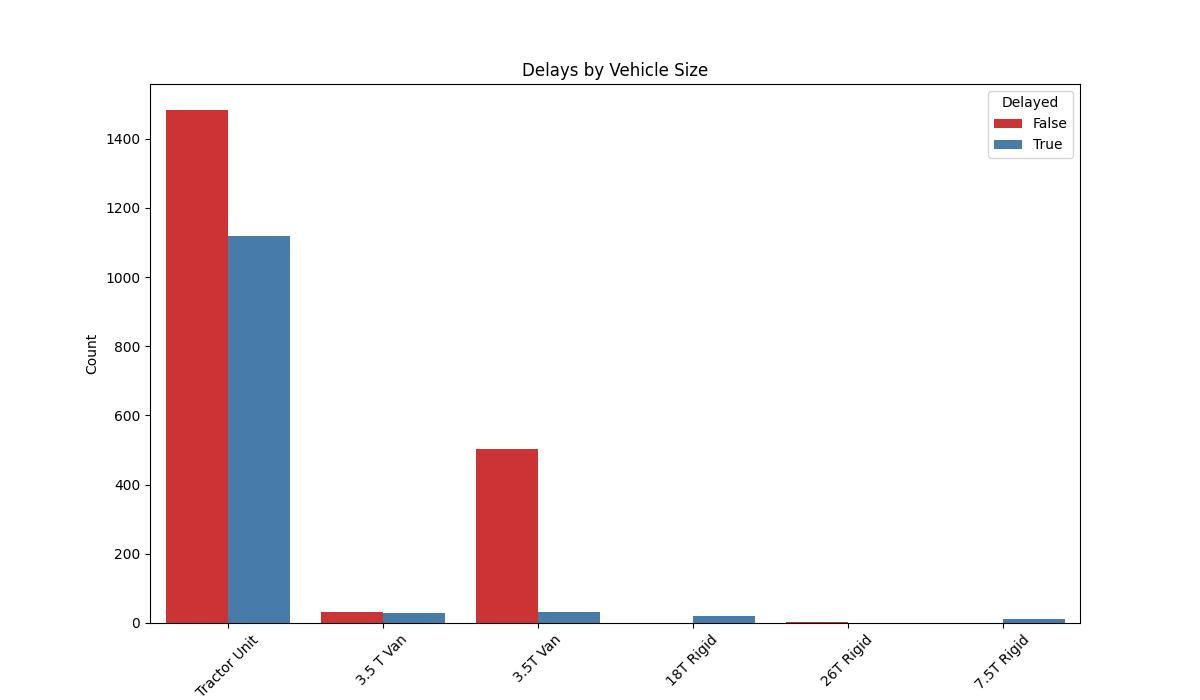 Delays by Vehicle Size
Delayed
False
True
Count
1400
1200
1000
800
600
400
200
0
Tractor Unit
3.5 T Van
3.5T Van
18T Rigid
26T Rigid
7.5T Rigid